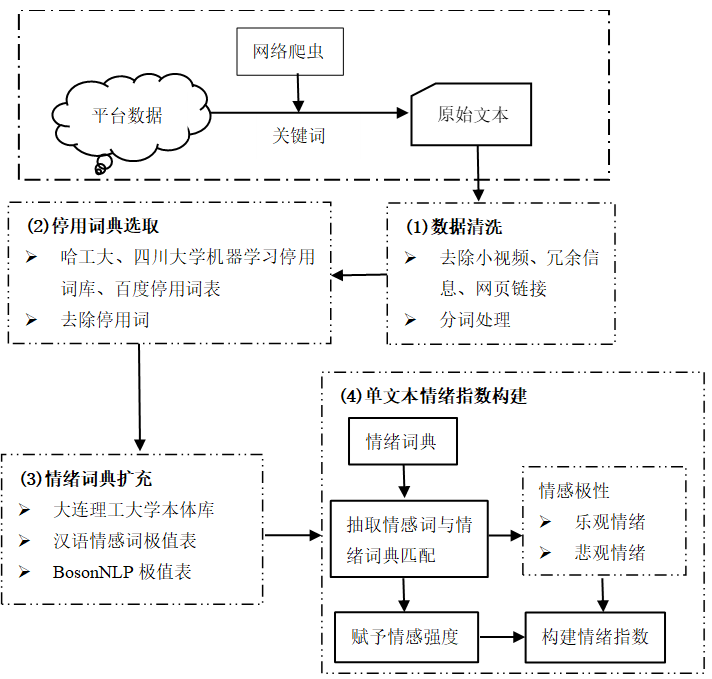 网络爬虫
平台数据
关键词
原始文本
(1)数据清洗
➢ 去除小视频、冗余信
息、网页链接
➢ 分词处理
(2)停用词典选取
➢ 哈工大、四川大学机器学习停用
词库、百度停用词表
➢ 去除停用词
(3)情绪词典扩充
➢ 大连理工大学本体库
➢ 汉语情感词极值表
➢ BosonNLP 极值表
(4)单文本情绪指数构建
情绪词典
抽取情感词与情
绪词典匹配
情感极性
➢ 乐观情绪
➢ 悲观情绪
赋予情感强度
构建情绪指数